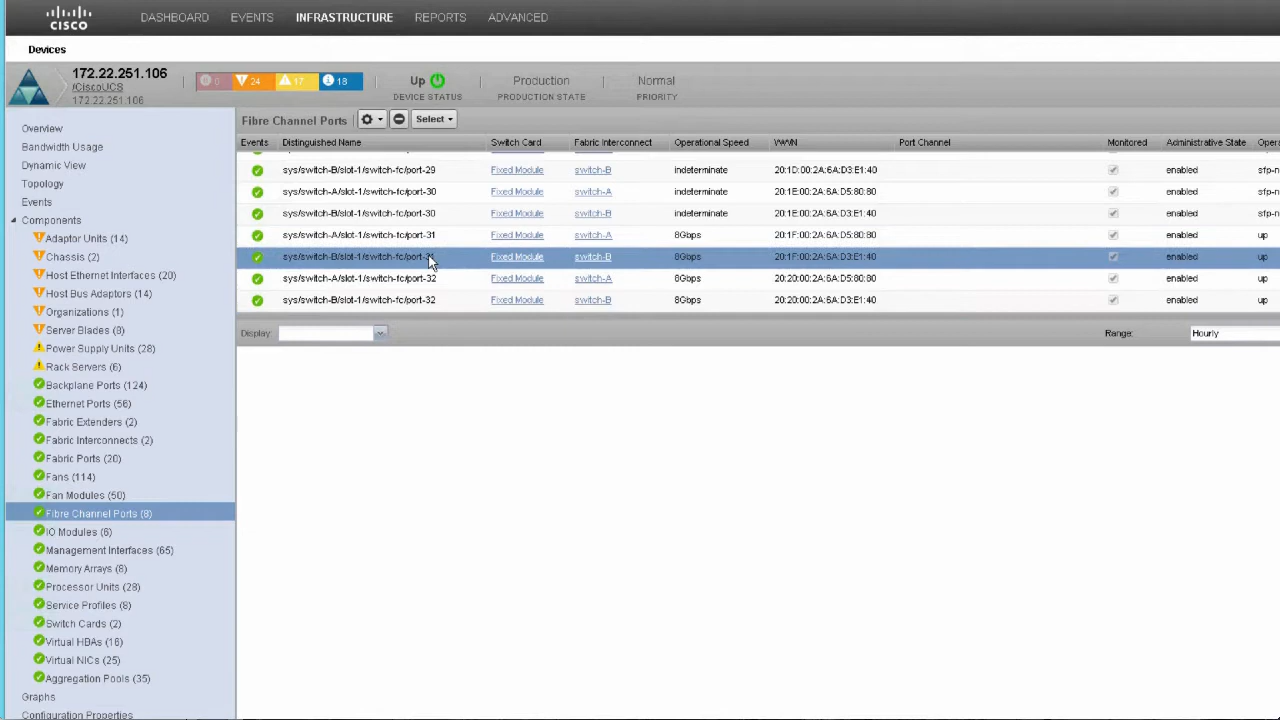 CISCO
DASHBOARD EVENTS INFRASTRUCTURE REPORTS ADVANCED
Devices
172.22.251.106
/CiscoUCS
172.22.251.106
0 24 17 18
Up
DEVICE STATUS
Production
PRODUCTION STATE
Normal
PRIORITY
Overview
Bandwidth Usage
Dynamic View
Topology
Events
Components
Adaptor Units (14)
Chassis (2)
Host Ethernet Interfaces (20)
Host Bus Adaptors (14)
Organizations (1)
Server Blades (8)
Power Supply Units (28)
Rack Servers (6)
Backplane Ports (124)
Ethernet Ports (56)
Fabric Extenders (2)
Fabric Interconnects (2)
Fabric Ports (20)
Fans (114)
Fan Modules (50)
Fibre Channel Ports (8)
IO Modules (6)
Management Interfaces (65)
Memory Arrays (8)
Processor Units (28)
Service Profiles (8)
Switch Cards (2)
Virtual HBAs (16)
Virtual NICs (25)
Aggregation Pools (35)
Graphs
Configuration Properties
Fibre Channel Ports Select
Events Distinguished Name Switch Card Fabric Interconnect Operational Speed WWN Port Channel Monitored Administrative State Opera
sys/switch-B/slot-1/switch-fc/port-29 Fixed Module switch-B indeterminate 20:1D:00:2A:6A:D3:E1:40 enabled sfp-n
sys/switch-A/slot-1/switch-fc/port-30 Fixed Module switch-A indeterminate 20:1E:00:2A:6A:D5:80:80 enabled sfp-n
sys/switch-B/slot-1/switch-fc/port-30 Fixed Module switch-B indeterminate 20:1E:00:2A:6A:D3:E1:40 enabled sfp-n
sys/switch-A/slot-1/switch-fc/port-31 Fixed Module switch-A 8Gbps 20:1F:00:2A:6A:D5:80:80 enabled up
sys/switch-B/slot-1/switch-fc/port-31 Fixed Module switch-B 8Gbps 20:1F:00:2A:6A:D3:E1:40 enabled up
sys/switch-A/slot-1/switch-fc/port-32 Fixed Module switch-A 8Gbps 20:20:00:2A:6A:D5:80:80 enabled up
sys/switch-B/slot-1/switch-fc/port-32 Fixed Module switch-B 8Gbps 20:20:00:2A:6A:D3:E1:40 enabled up
Display: Range: Hourly